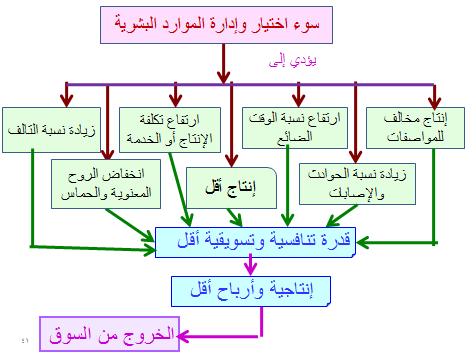 سوء اختيار وإدارة الموارد البشرية
يؤدي إلى
إنتاج مخالف
للمواصفات
ارتفاع نسبة الوقت
الضائع
ارتفاع تكلفة
الإنتاج أو الخدمة
زيادة نسبة التالف
زيادة نسبة الحوادث
والإصابات
إنتاج أقل
انخفاض الروح
المعنوية والحماس
قدرة تنافسية وتسويقية أقل
إنتاجية وأرباح أقل
الخروج من السوق
٤١